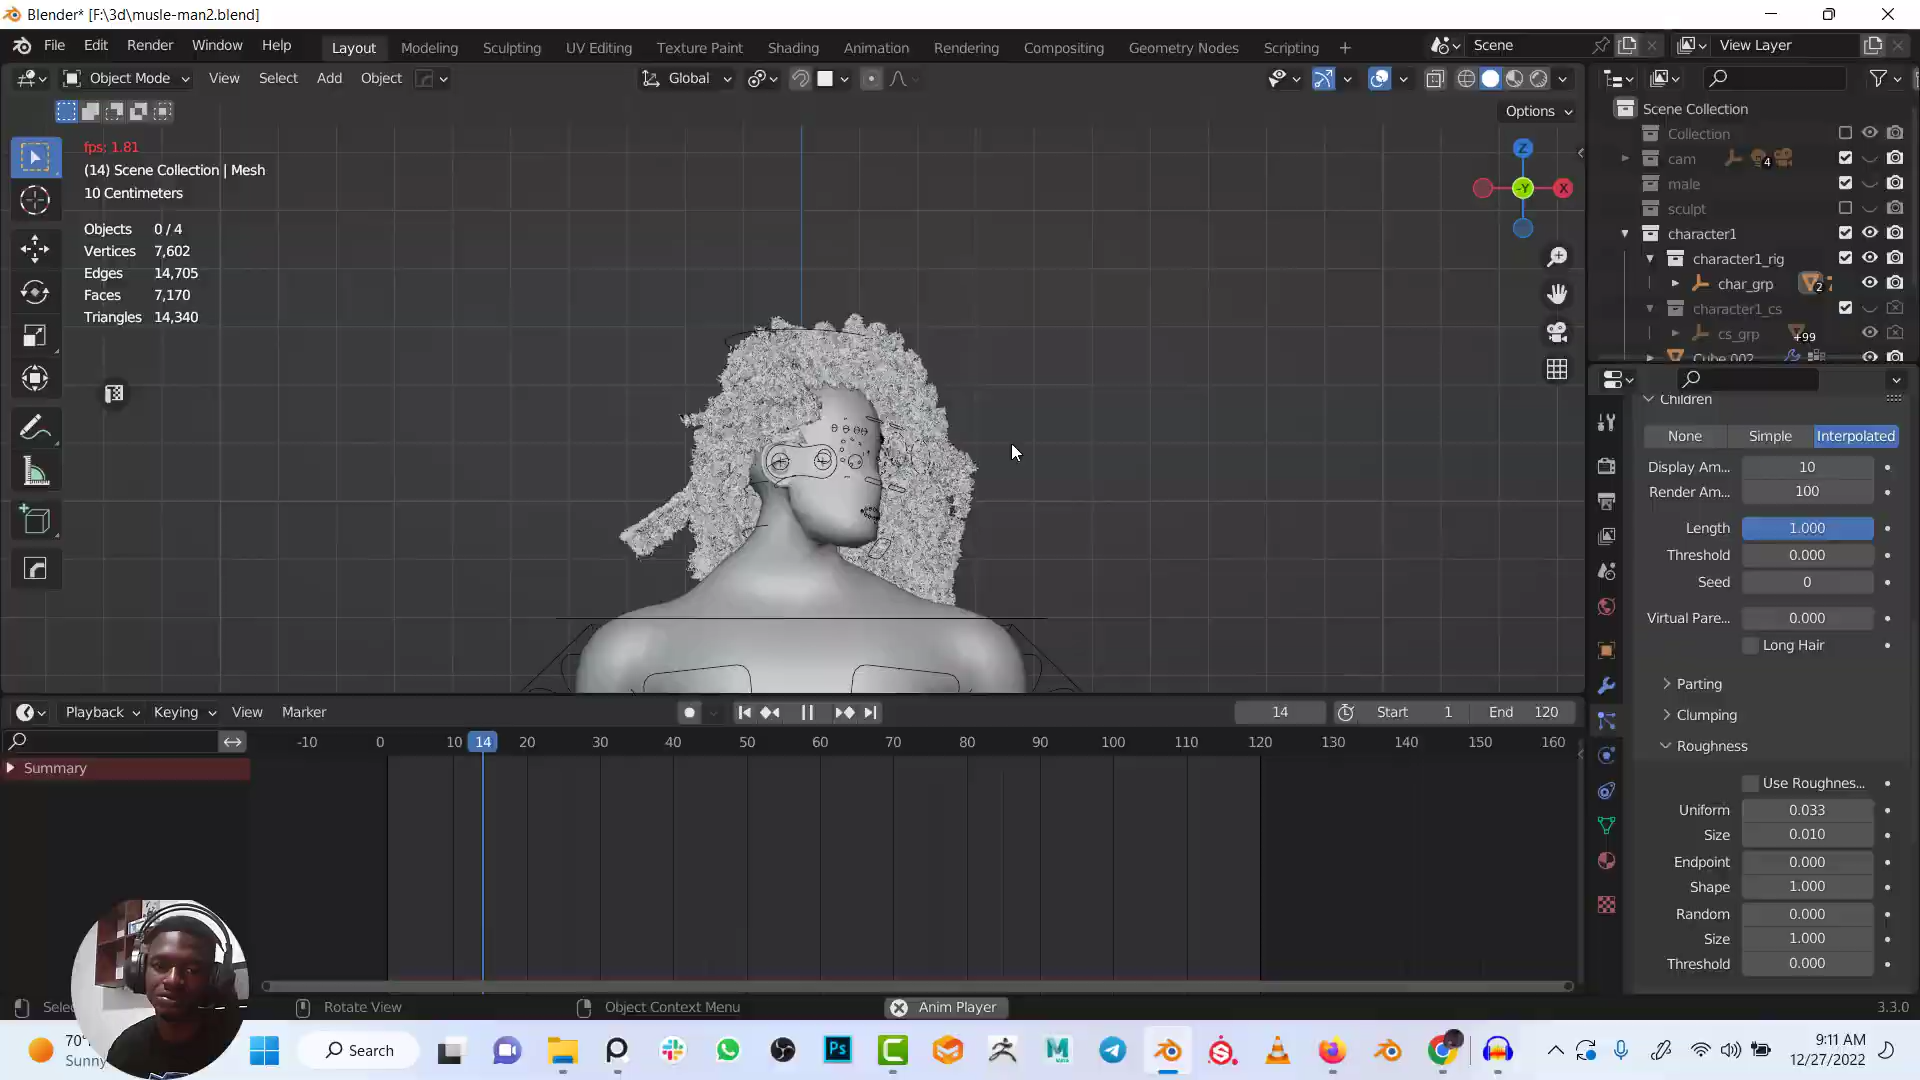 Blender* [F:\3d\musle-man2.blend]
File Edit Render Window Help
Layout Modeling Sculpting UV Editing Texture Paint Shading Animation Rendering Compositing Geometry Nodes Scripting +
Scene
View Layer
Object Mode View Select Add Object
Global
Options
fps: 1.81
(14) Scene Collection | Mesh
10 Centimeters
Objects 0 / 4
Vertices 7,602
Edges 14,705
Faces 7,170
Triangles 14,340
Z
-Y
X
Scene Collection
Collection
cam 4
male
sculpt
character1
character1_rig
char_grp 2
character1_cs
cs_grp +99
Cube.002
Children
None Simple Interpolated
Display Am... 10
Render Am... 100
Length 1.000
Threshold 0.000
Seed 0
Virtual Pare... 0.000
Long Hair
Parting
Clumping
Roughness
Use Roughnes...
Uniform 0.033
Size 0.010
Endpoint 0.000
Shape 1.000
Random 0.000
Size 1.000
Threshold 0.000
Playback Keying View Marker
14 Start 1 End 120
-10 0 10 14 20 30 40 50 60 70 80 90 100 110 120 130 140 150 160
Summary
Selec
Rotate View
Object Context Menu
Anim Player
3.3.0
70°
Sunny
Search
Ps
C
M
S
9:11 AM
12/27/2022